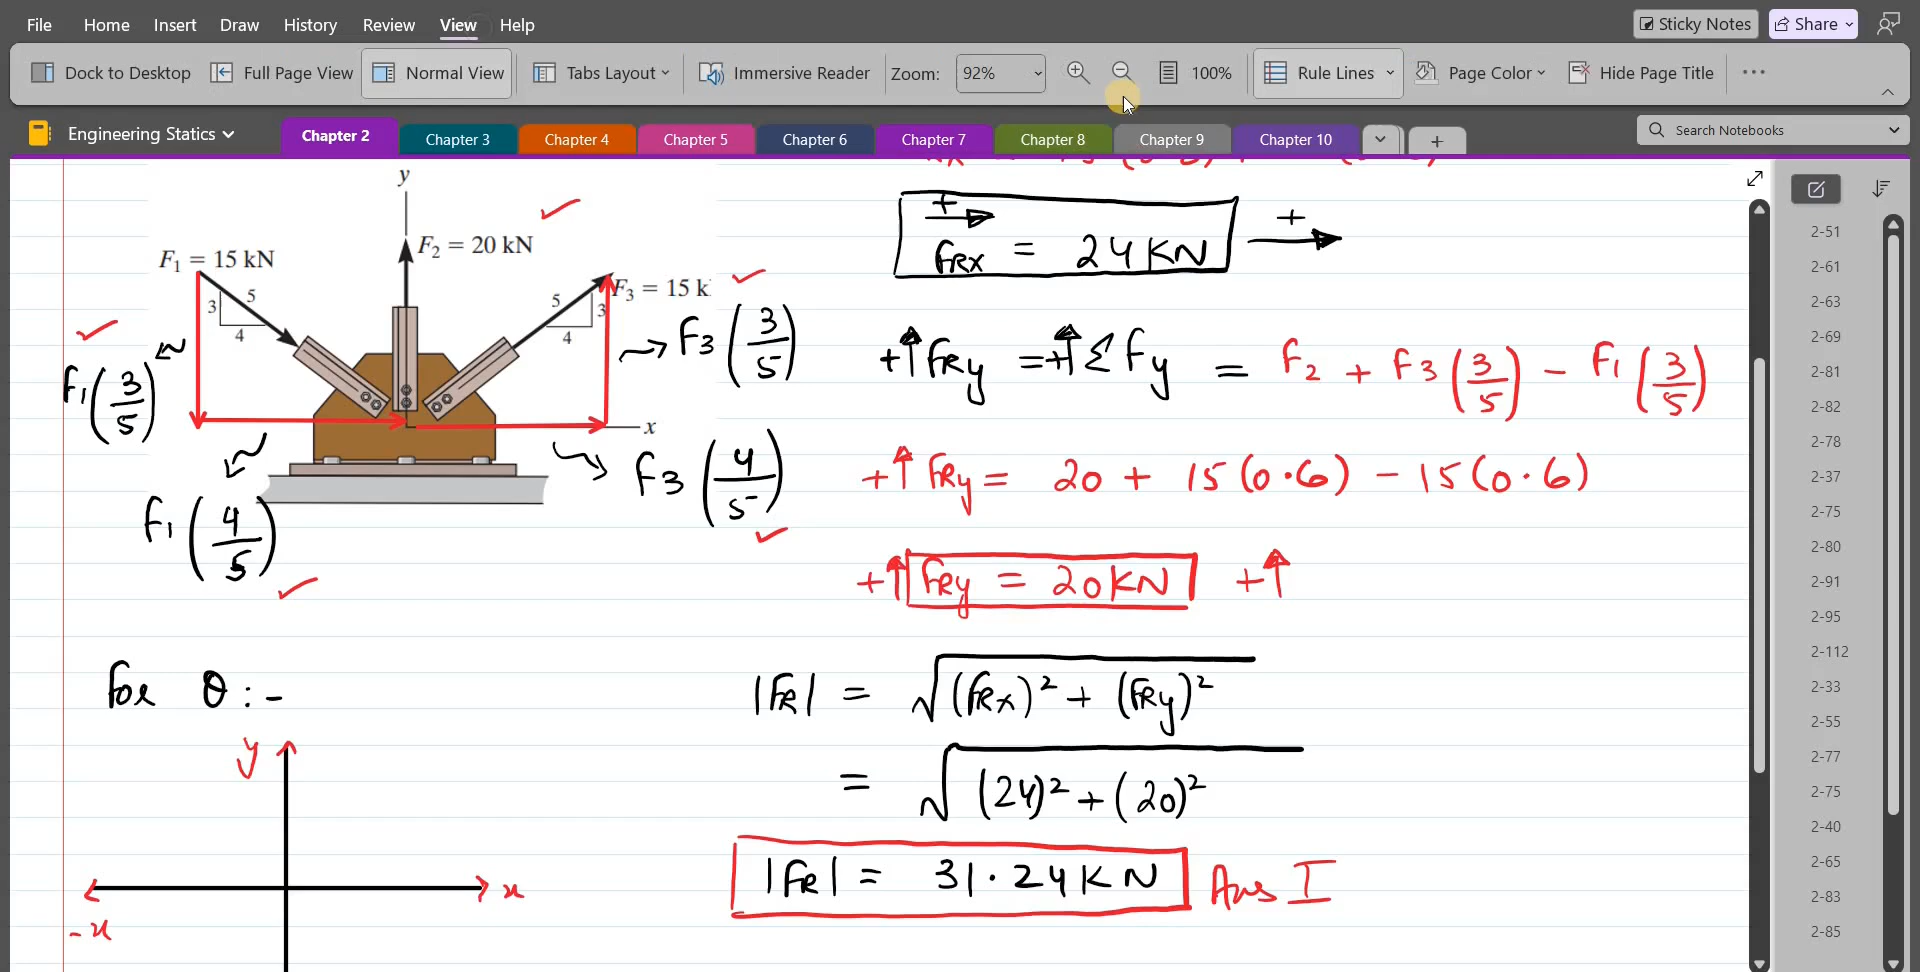 File Home Insert Draw History Review View Help Sticky Notes Share
Dock to Desktop Full Page View Normal View Tabs Layout Immersive Reader Zoom: 92% 100% Rule Lines Page Color Hide Page Title
Engineering Statics Chapter 2 Chapter 3 Chapter 4 Chapter 5 Chapter 6 Chapter 7 Chapter 8 Chapter 9 Chapter 10 + Search Notebooks
y
F₁ = 15 kN
F₂ = 20 kN
F₃ = 15 k
3 5 4
5 3 4
x
F₁ (3/5)
F₃ (3/5)
F₁ (4/5)
F₃ (4/5)
+→ FRx = 24 KN +→
+↑ FRy = +↑ Σ Fy = F₂ + F₃ (3/5) − F₁ (3/5)
+↑ FRy = 20 + 15 (0.6) − 15 (0.6)
+↑ FRy = 20 KN +↑
For θ :-
y
x
-x
|FR| = √(FRx)² + (FRy)²
= √(24)² + (20)²
|FR| = 31.24 KN Ans I
2-51
2-61
2-63
2-69
2-81
2-82
2-78
2-37
2-75
2-80
2-91
2-95
2-112
2-33
2-55
2-77
2-75
2-40
2-65
2-83
2-85